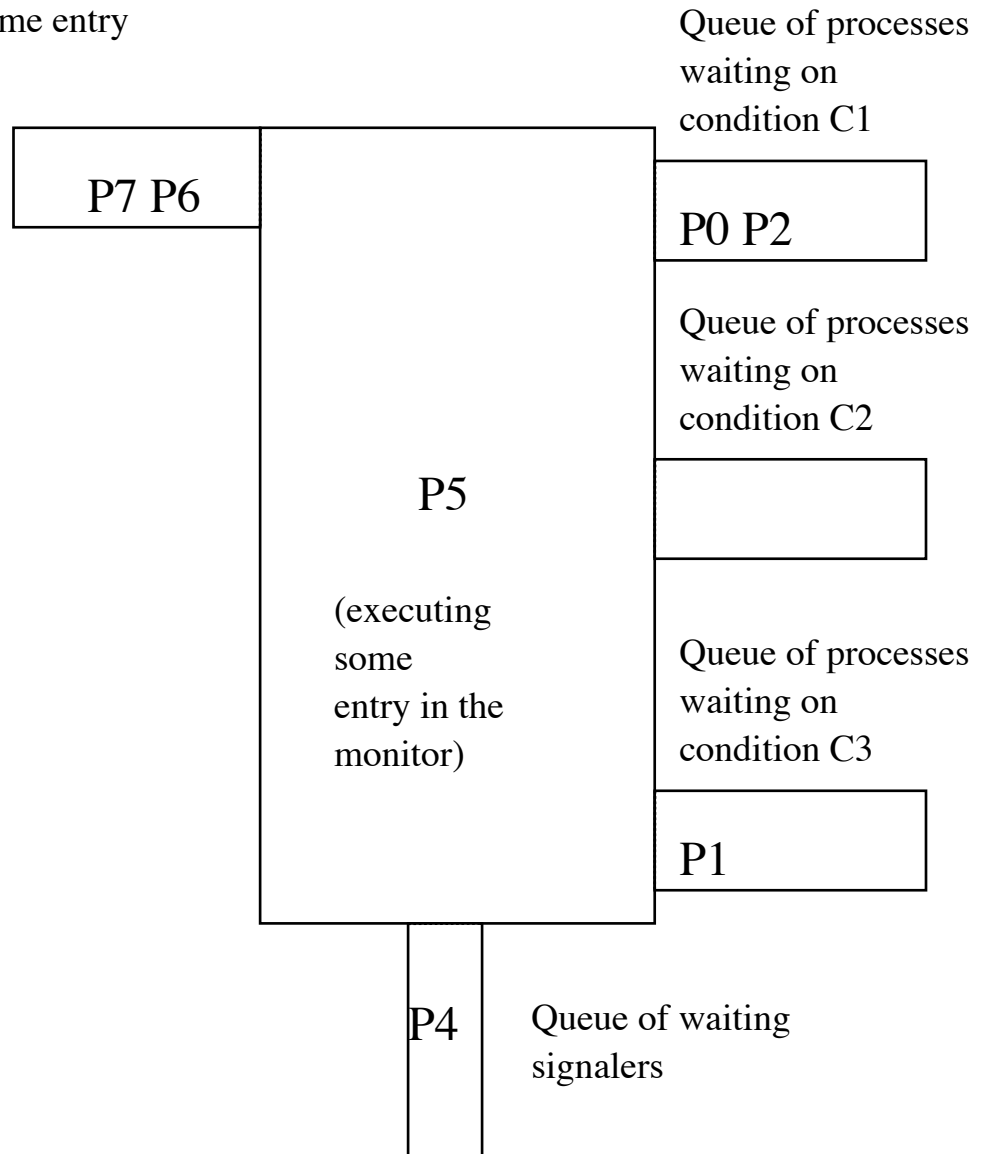 me entry
Queue of processes
waiting on
condition C1
P7 P6
P0 P2
Queue of processes
waiting on
condition C2
P5
(executing
some
entry in the
monitor)
Queue of processes
waiting on
condition C3
P1
P4
Queue of waiting
signalers